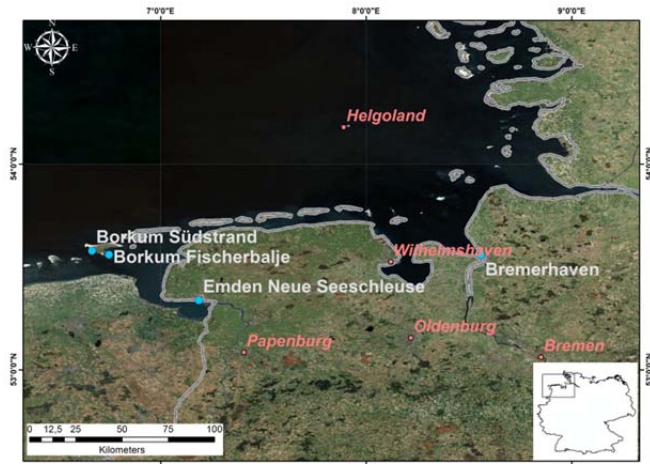 7°0'0"E 8°0'0"E 9°0'0"E
N
W E
S
Helgoland
54°0'0"N 54°0'0"N
Borkum Südstrand
Wilhelmshaven
Borkum Fischerbalje
Bremerhaven
Emden Neue Seeschleuse
Oldenburg
Papenburg
Bremen
53°0'0"N 53°0'0"N
0 12,5 25 50 75 100
Kilometers